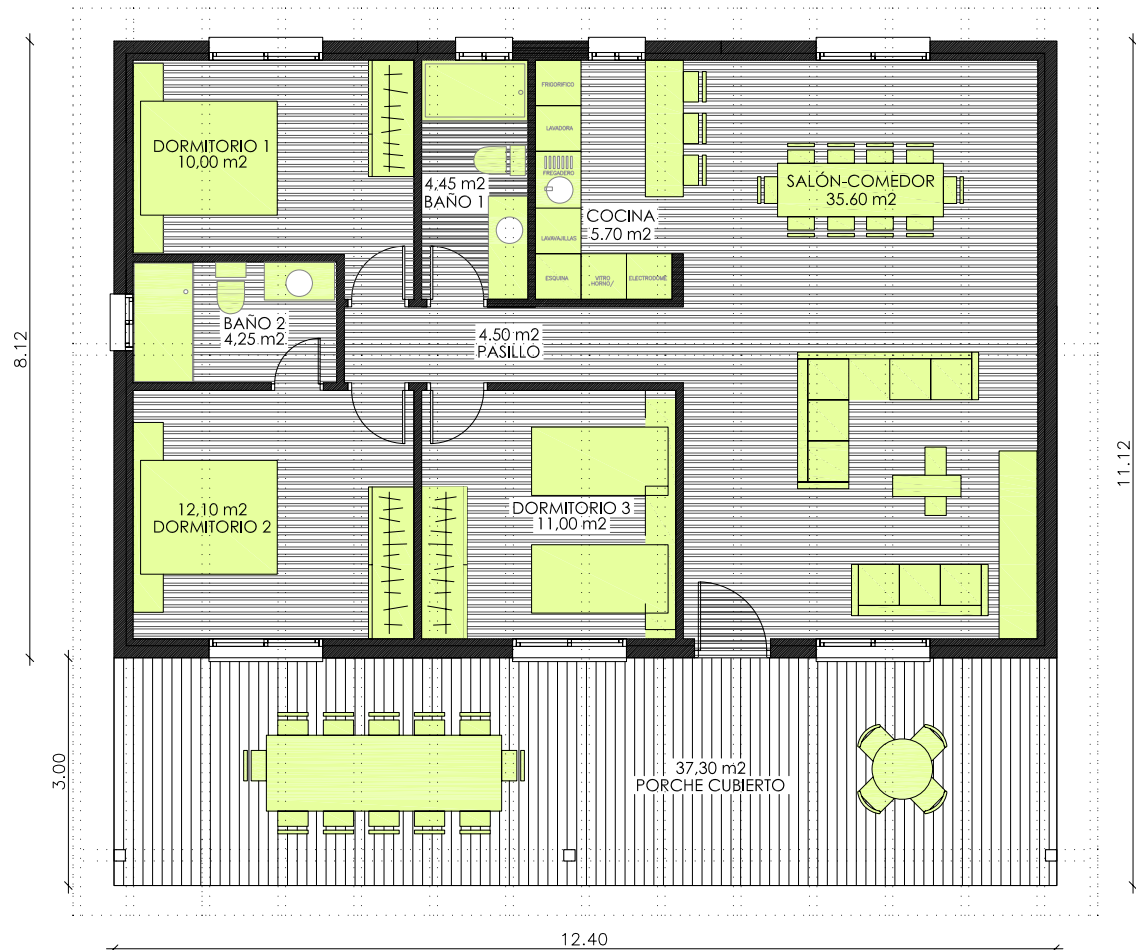 DORMITORIO 1
10,00 m2
4,45 m2
BAÑO 1
FRIGORIFICO
LAVADORA
FREGADERO
LAVAVAJILLAS
ESQUINA
VITRO
HORNO/
ELECTRODOMÉ
COCINA
5.70 m2
SALÓN-COMEDOR
35.60 m2
BAÑO 2
4,25 m2
4.50 m2
PASILLO
12,10 m2
DORMITORIO 2
DORMITORIO 3
11,00 m2
37,30 m2
PORCHE CUBIERTO
8.12
3.00
11.12
12.40